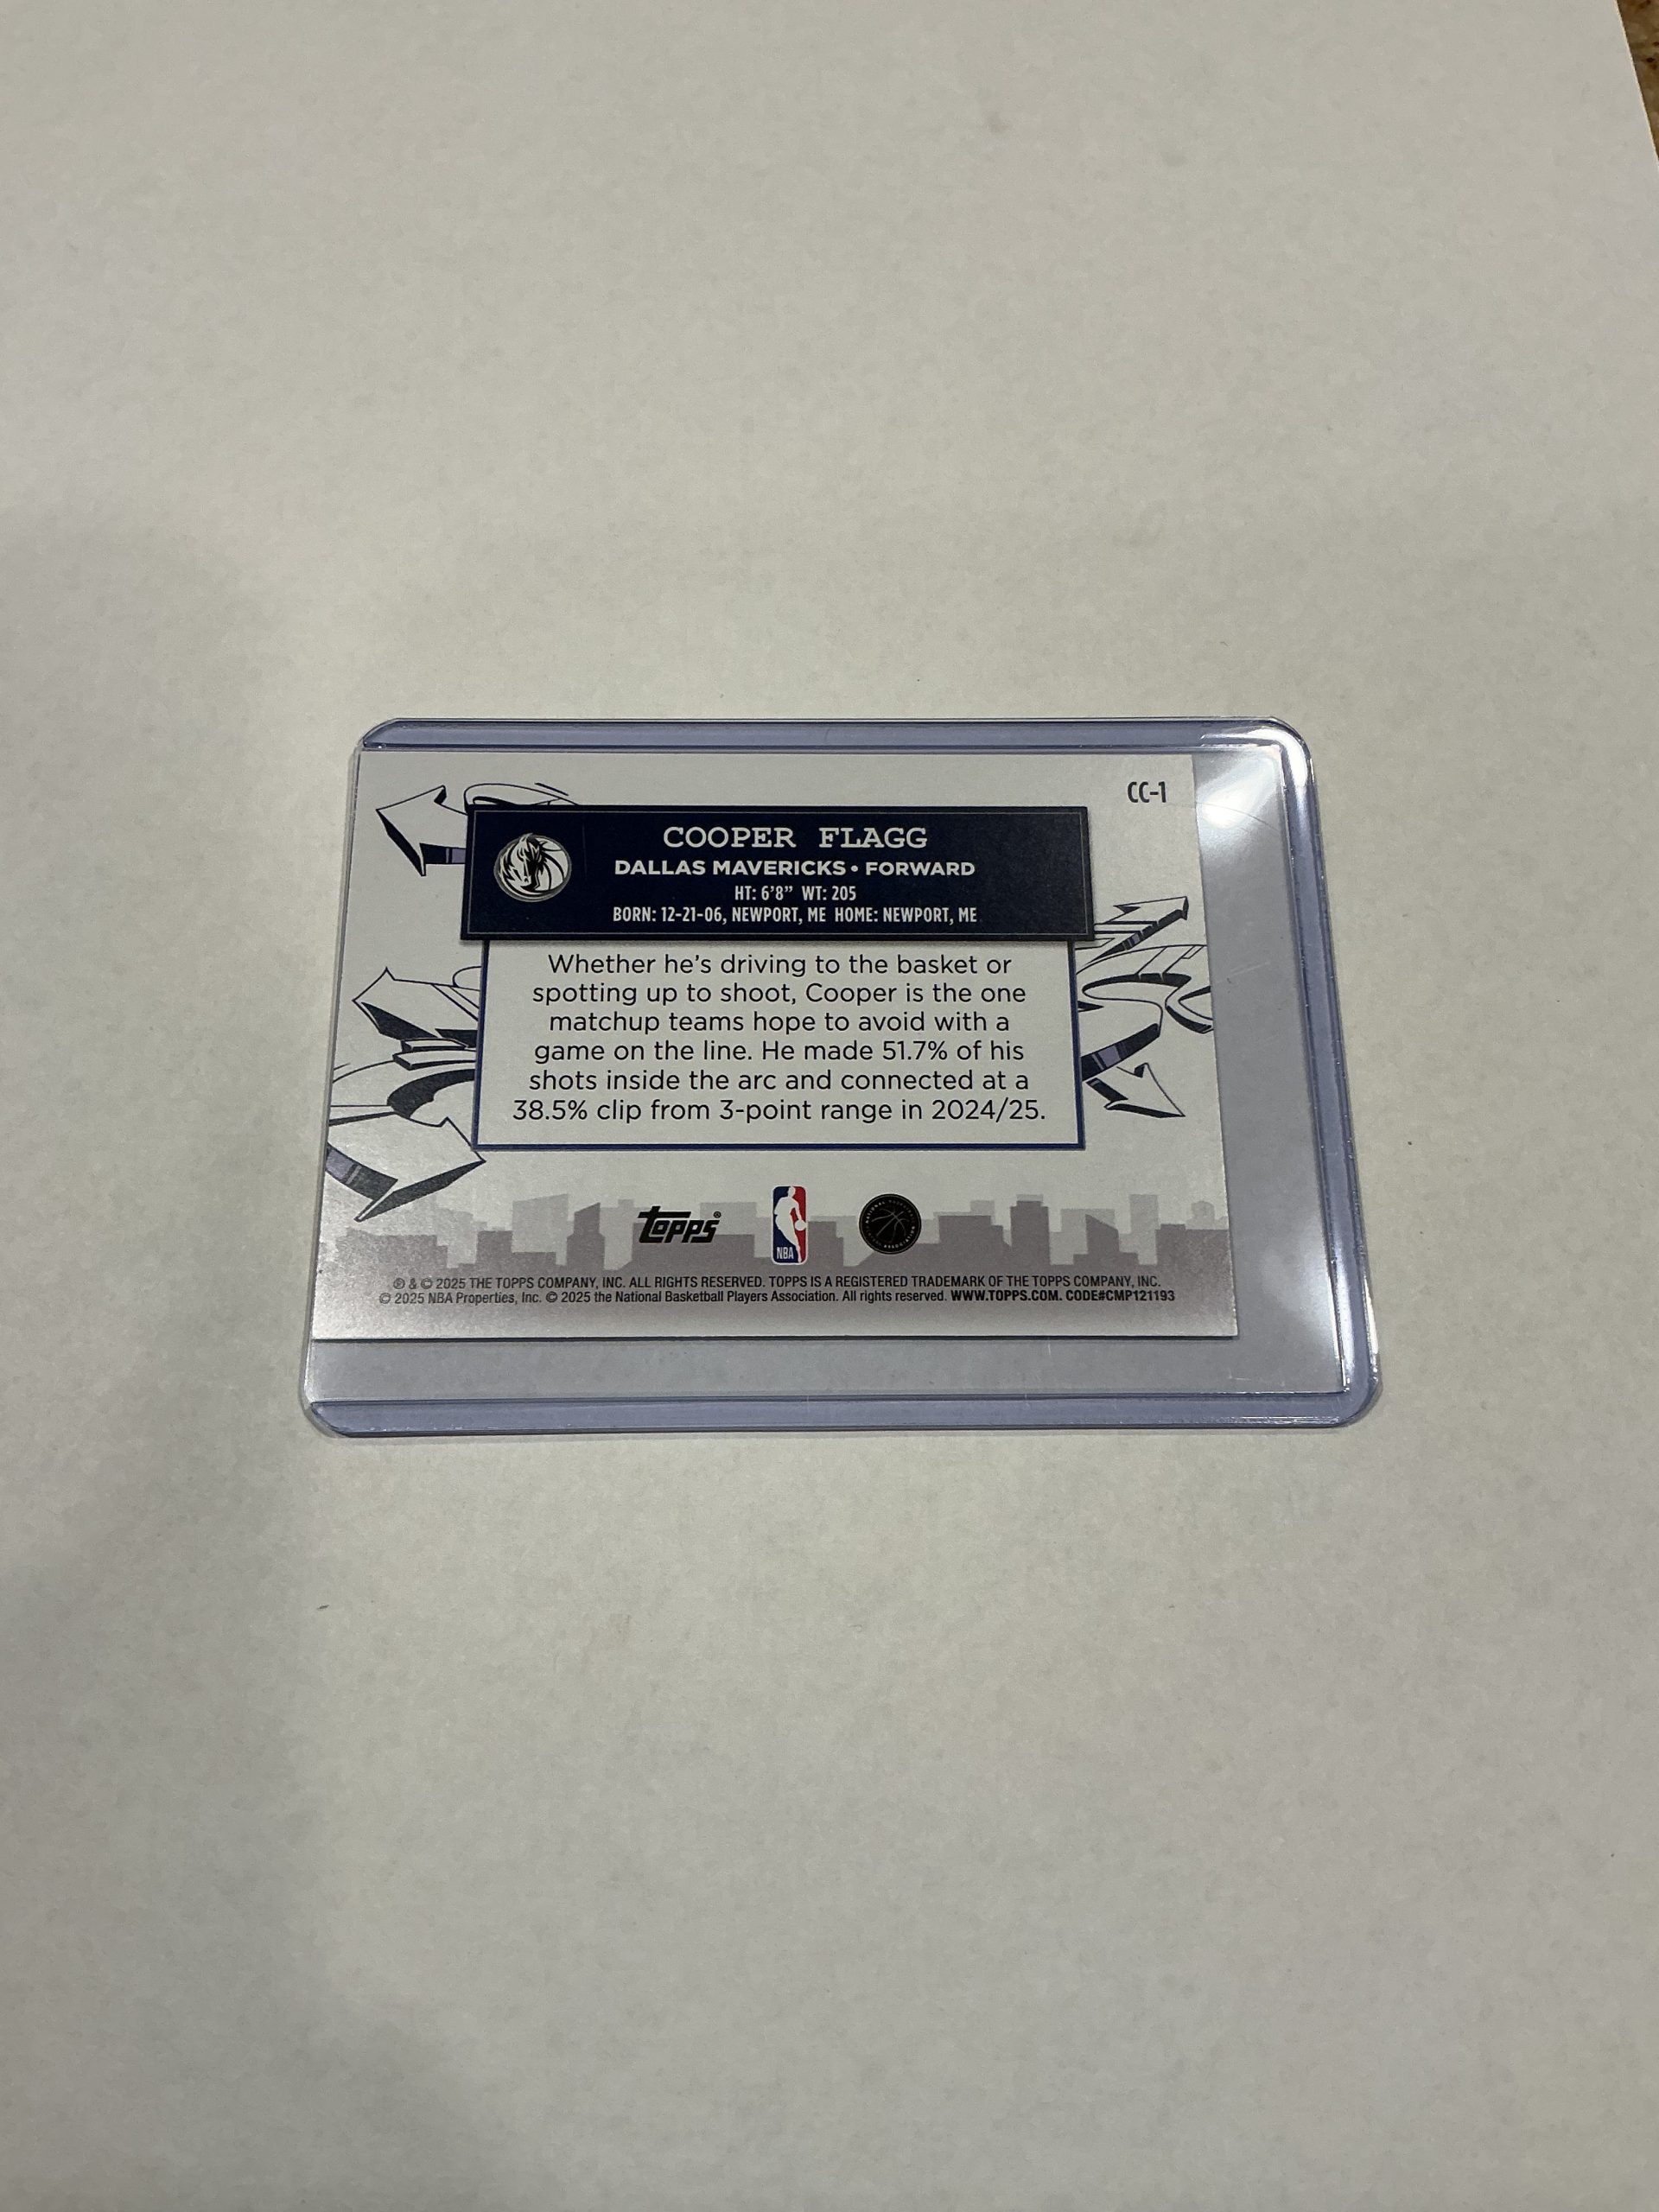 CC-1
COOPER FLAGG
DALLAS MAVERICKS • FORWARD
HT: 6'8" WT: 205
BORN: 12-21-06, NEWPORT, ME HOME: NEWPORT, ME
Whether he's driving to the basket or
spotting up to shoot, Cooper is the one
matchup teams hope to avoid with a
game on the line. He made 51.7% of his
shots inside the arc and connected at a
38.5% clip from 3-point range in 2024/25.
topps®
NBA
® & © 2025 THE TOPPS COMPANY, INC. ALL RIGHTS RESERVED. TOPPS IS A REGISTERED TRADEMARK OF THE TOPPS COMPANY, INC.
© 2025 NBA Properties, Inc. © 2025 the National Basketball Players Association. All rights reserved. WWW.TOPPS.COM. CODE#CMP121193